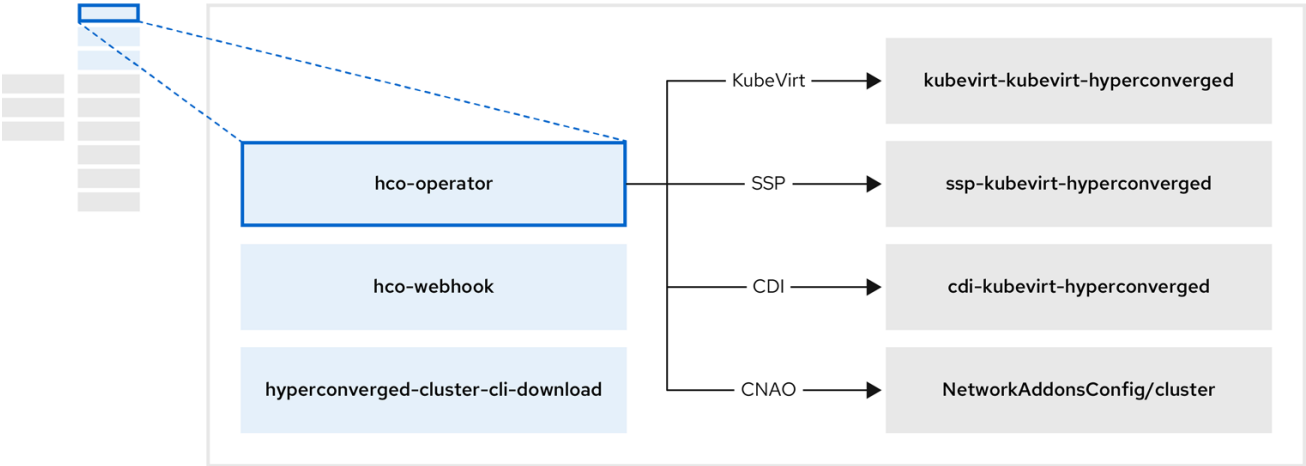 KubeVirt
kubevirt-kubevirt-hyperconverged
hco-operator
SSP
ssp-kubevirt-hyperconverged
hco-webhook
CDI
cdi-kubevirt-hyperconverged
hyperconverged-cluster-cli-download
CNAO
NetworkAddonsConfig/cluster